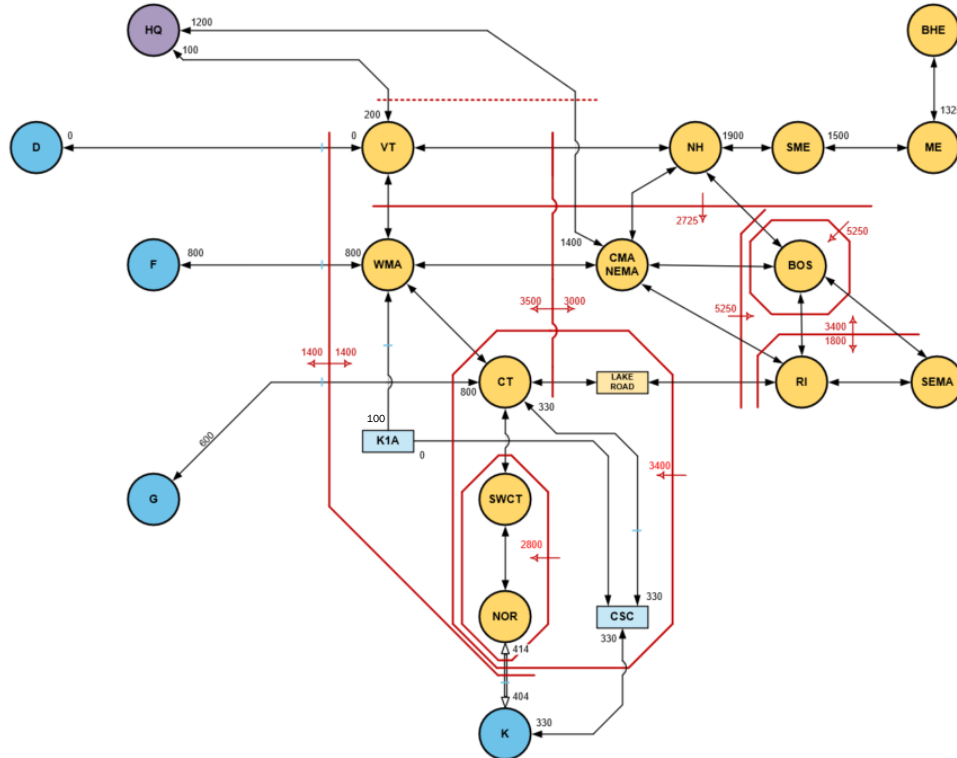 HQ
1200
BHE
100
1325
200
D
0
0
VT
NH
1900
SME
1500
ME
2725
5250
F
800
800
WMA
1400
CMA
NEMA
BOS
3500
3000
5250
3400
1800
1400
1400
CT
800
LAKE
ROAD
RI
SEMA
330
100
K1A
0
600
3400
G
SWCT
2800
NOR
330
CSC
330
414
404
K
330